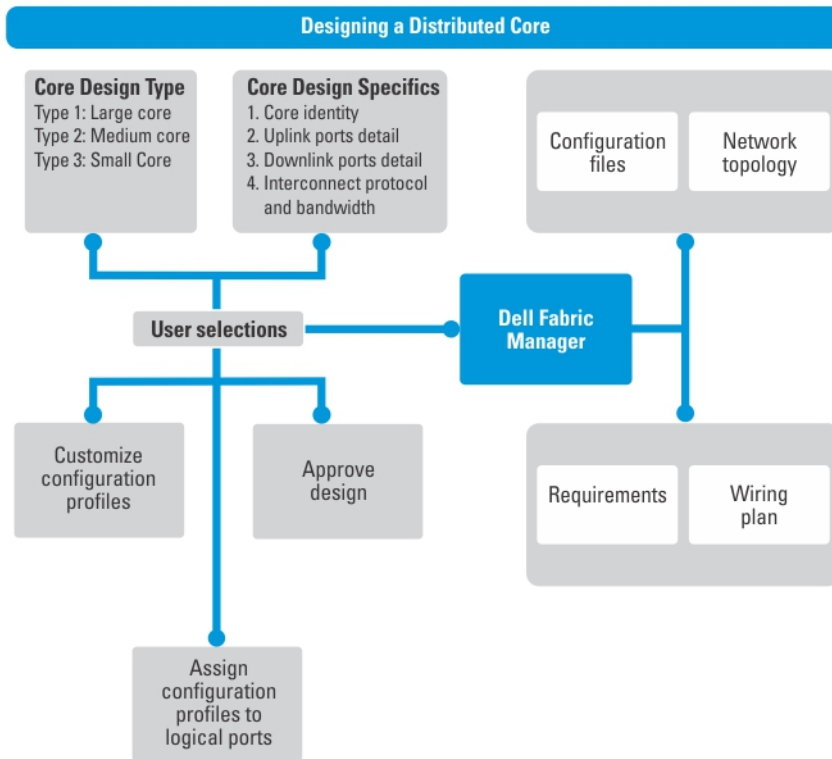 Designing a Distributed Core
Core Design Type
Type 1: Large core
Type 2: Medium core
Type 3: Small Core
Core Design Specifics
1. Core identity
2. Uplink ports detail
3. Downlink ports detail
4. Interconnect protocol
and bandwidth
Configuration
files
Network
topology
User selections
Dell Fabric
Manager
Customize
configuration
profiles
Approve
design
Requirements
Wiring
plan
Assign
configuration
profiles to
logical ports